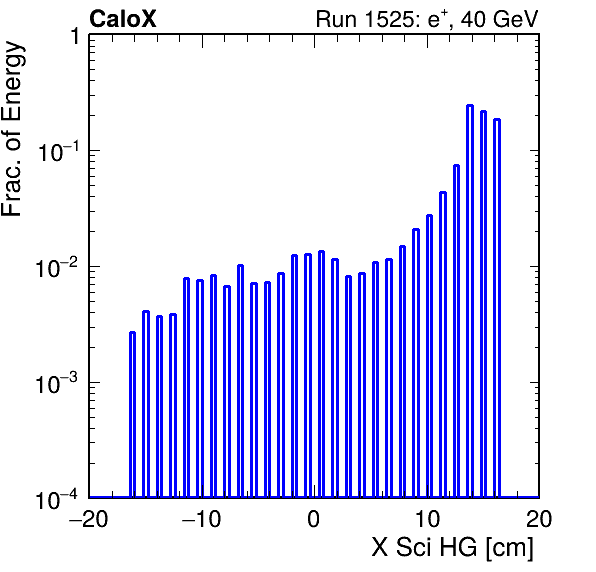 CaloX Run 1525: e⁺, 40 GeV
Frac. of Energy
1
10⁻¹
10⁻²
10⁻³
10⁻⁴
−20 −10 0 10 20
X Sci HG [cm]